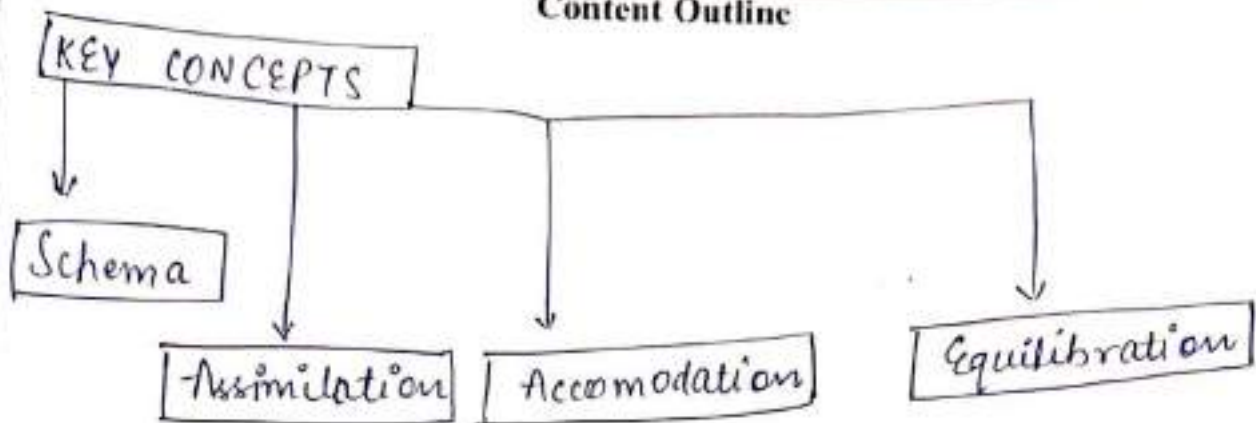 Content Outline
KEY CONCEPTS
Schema
Assimilation
Accomodation
Equilibration